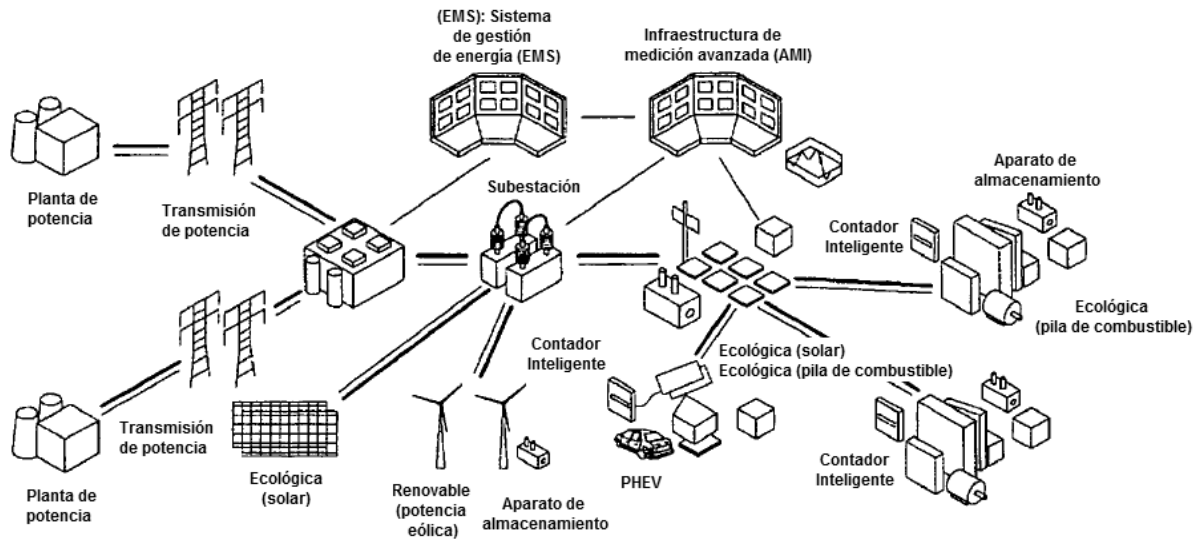 (EMS): Sistema
de gestión
de energía (EMS)
Infraestructura de
medición avanzada (AMI)
Planta de
potencia
Transmisión
de potencia
Subestación
Aparato de
almacenamiento
Contador
Inteligente
Ecológica
(pila de combustible)
Contador
Inteligente
Ecológica (solar)
Ecológica (pila de combustible)
Transmisión
de potencia
Planta de
potencia
Ecológica
(solar)
Renovable
(potencia
eólica)
Aparato de
almacenamiento
PHEV
Contador
Inteligente